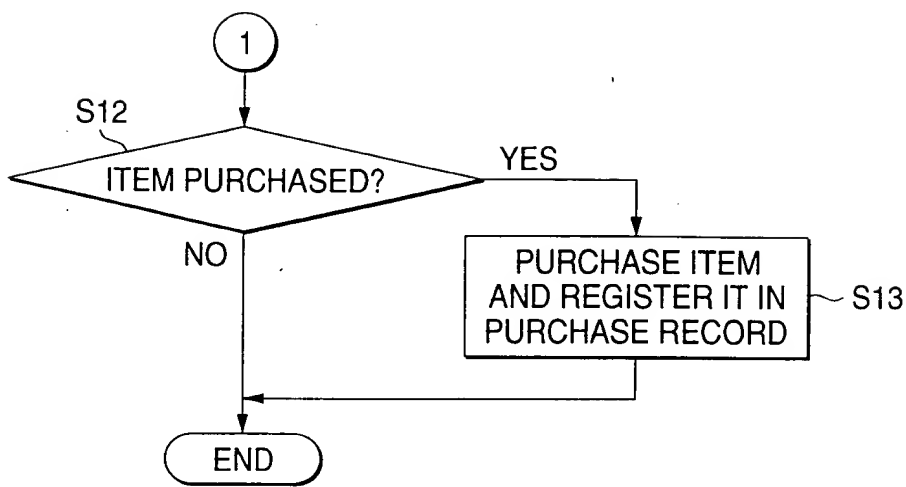 1
S12
ITEM PURCHASED?
YES
NO
PURCHASE ITEM
AND REGISTER IT IN
PURCHASE RECORD
S13
END